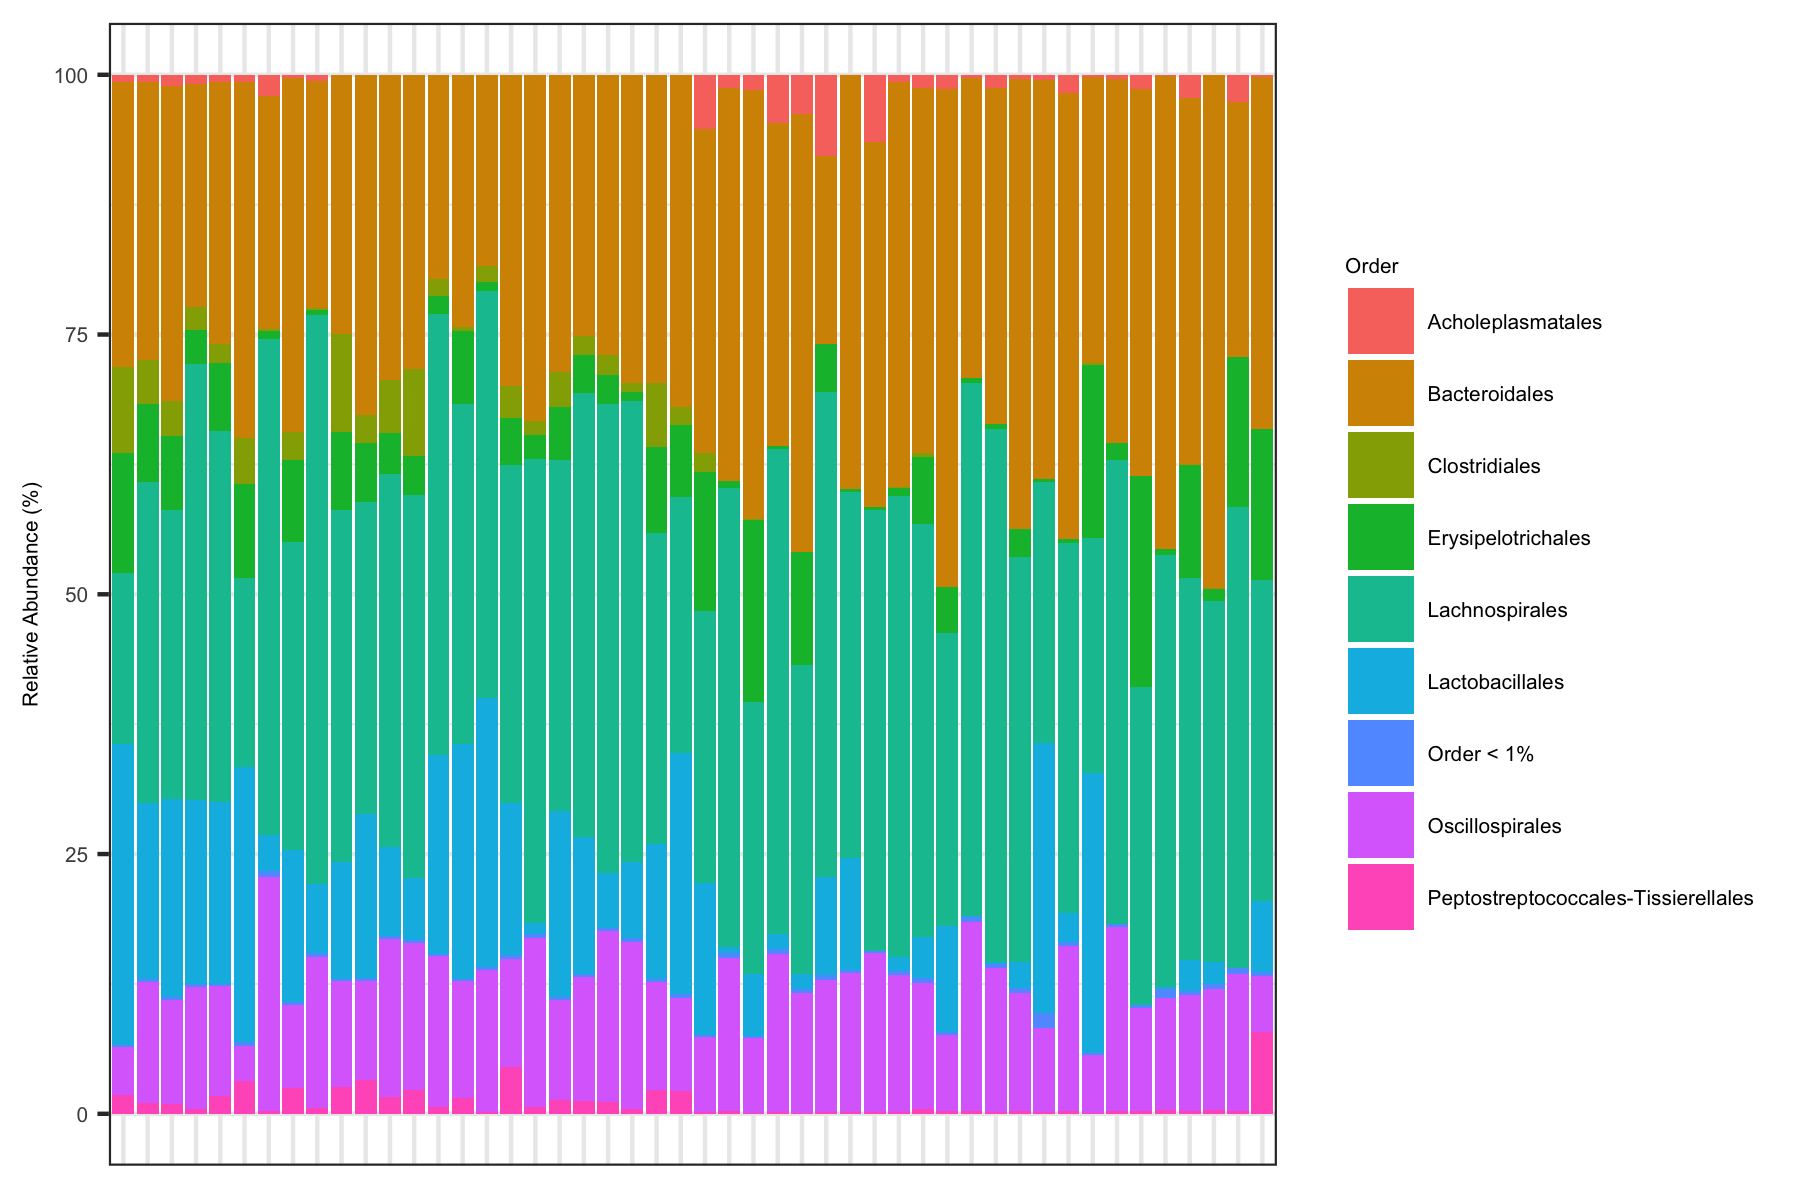 Relative Abundance (%)
100
75
50
25
0
Order
Acholeplasmatales
Bacteroidales
Clostridiales
Erysipelotrichales
Lachnospirales
Lactobacillales
Order < 1%
Oscillospirales
Peptostreptococcales-Tissierellales